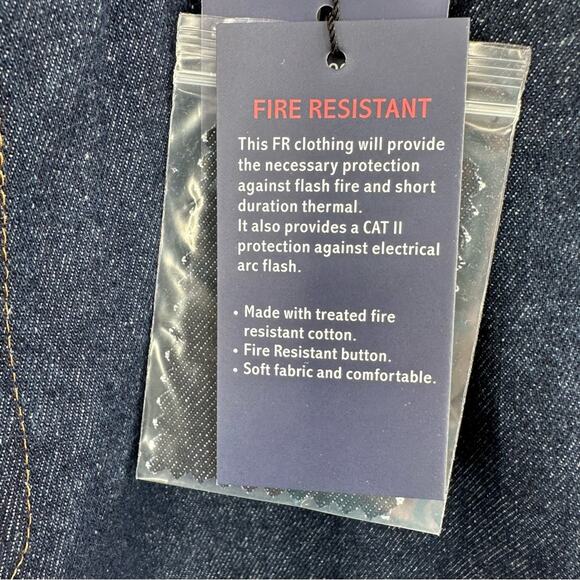 FIRE RESISTANT
This FR clothing will provide
the necessary protection
against flash fire and short
duration thermal.
It also provides a CAT II
protection against electrical
arc flash.
• Made with treated fire
resistant cotton.
• Fire Resistant button.
• Soft fabric and comfortable.